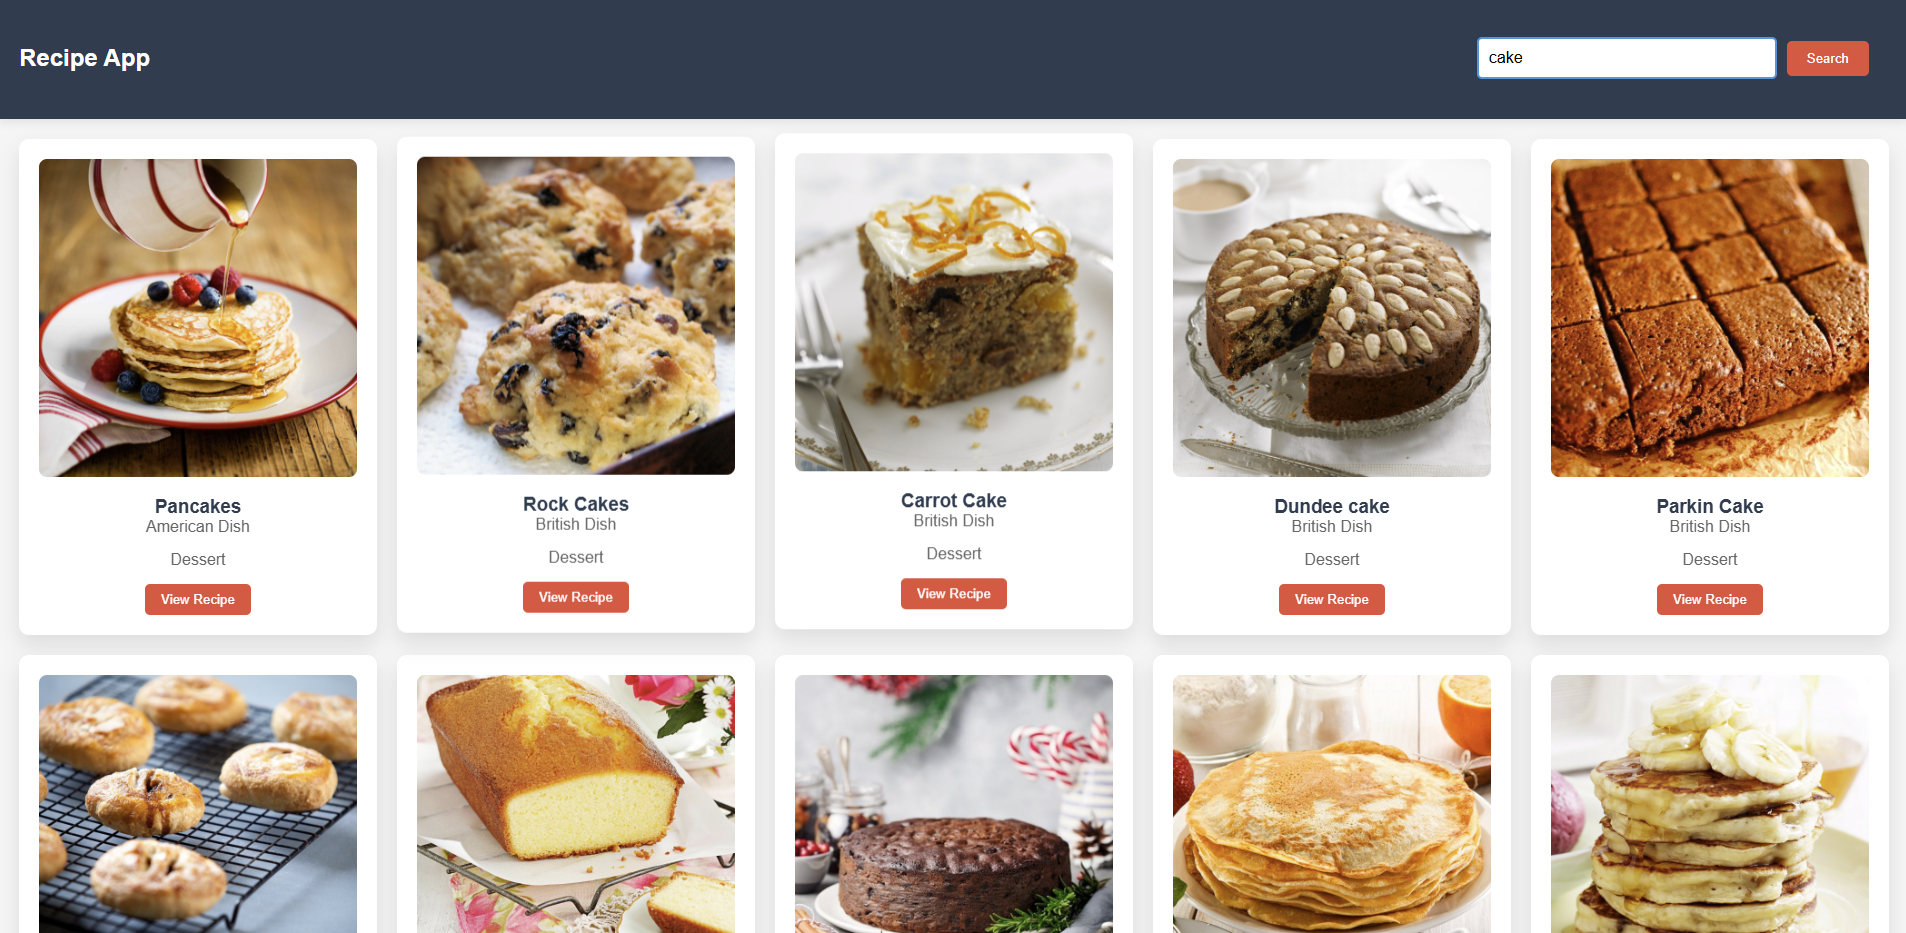 Recipe App
cake
Search
Pancakes
American Dish
Dessert
View Recipe
Rock Cakes
British Dish
Dessert
View Recipe
Carrot Cake
British Dish
Dessert
View Recipe
Dundee cake
British Dish
Dessert
View Recipe
Parkin Cake
British Dish
Dessert
View Recipe